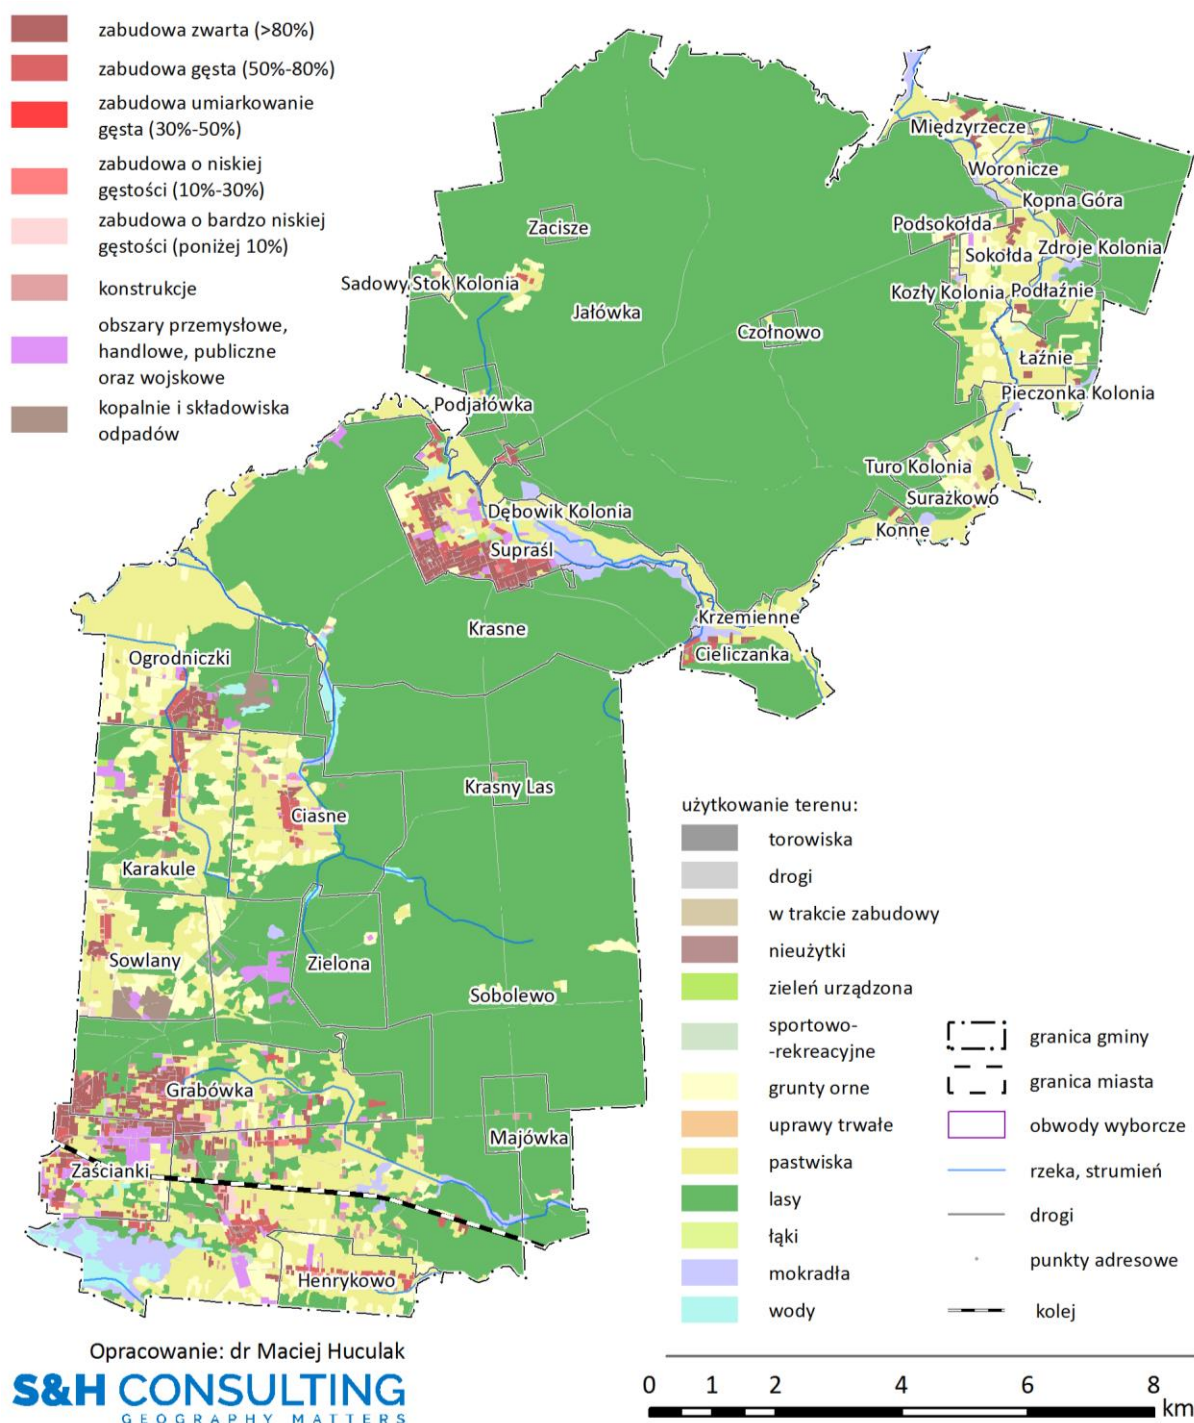 zabudowa zwarta (>80%)
zabudowa gęsta (50%-80%)
zabudowa umiarkowanie
gęsta (30%-50%)
zabudowa o niskiej
gęstości (10%-30%)
zabudowa o bardzo niskiej
gęstości (poniżej 10%)
konstrukcje
obszary przemysłowe,
handlowe, publiczne
oraz wojskowe
kopalnie i składowiska
odpadów
Międzyrzecze
Woronicze
Kopna Góra
Podsokołda
Zdroje Kolonia
Sokołda
Zacisze
Sadowy Stok Kolonia
Kozły Kolonia
Podłaźnie
Jałówka
Czołnowo
Łaźnie
Pieczonka Kolonia
Podjałówka
Turo Kolonia
Surażkowo
Dębowik Kolonia
Konne
Supraśl
Krzemienne
Krasne
Cieliczanka
Ogrodniczki
Krasny Las
Ciasne
Karakule
Sowlany
Zielona
Sobolewo
Grabówka
Majówka
Zaścianki
Henrykowo
użytkowanie terenu:
torowiska
drogi
w trakcie zabudowy
nieużytki
zieleń urządzona
sportowo-
-rekreacyjne
grunty orne
uprawy trwałe
pastwiska
lasy
łąki
mokradła
wody
granica gminy
granica miasta
obwody wyborcze
rzeka, strumień
drogi
punkty adresowe
kolej
Opracowanie: dr Maciej Huculak
S&H CONSULTING
GEOGRAPHY MATTERS
0 1 2 4 6 8
km